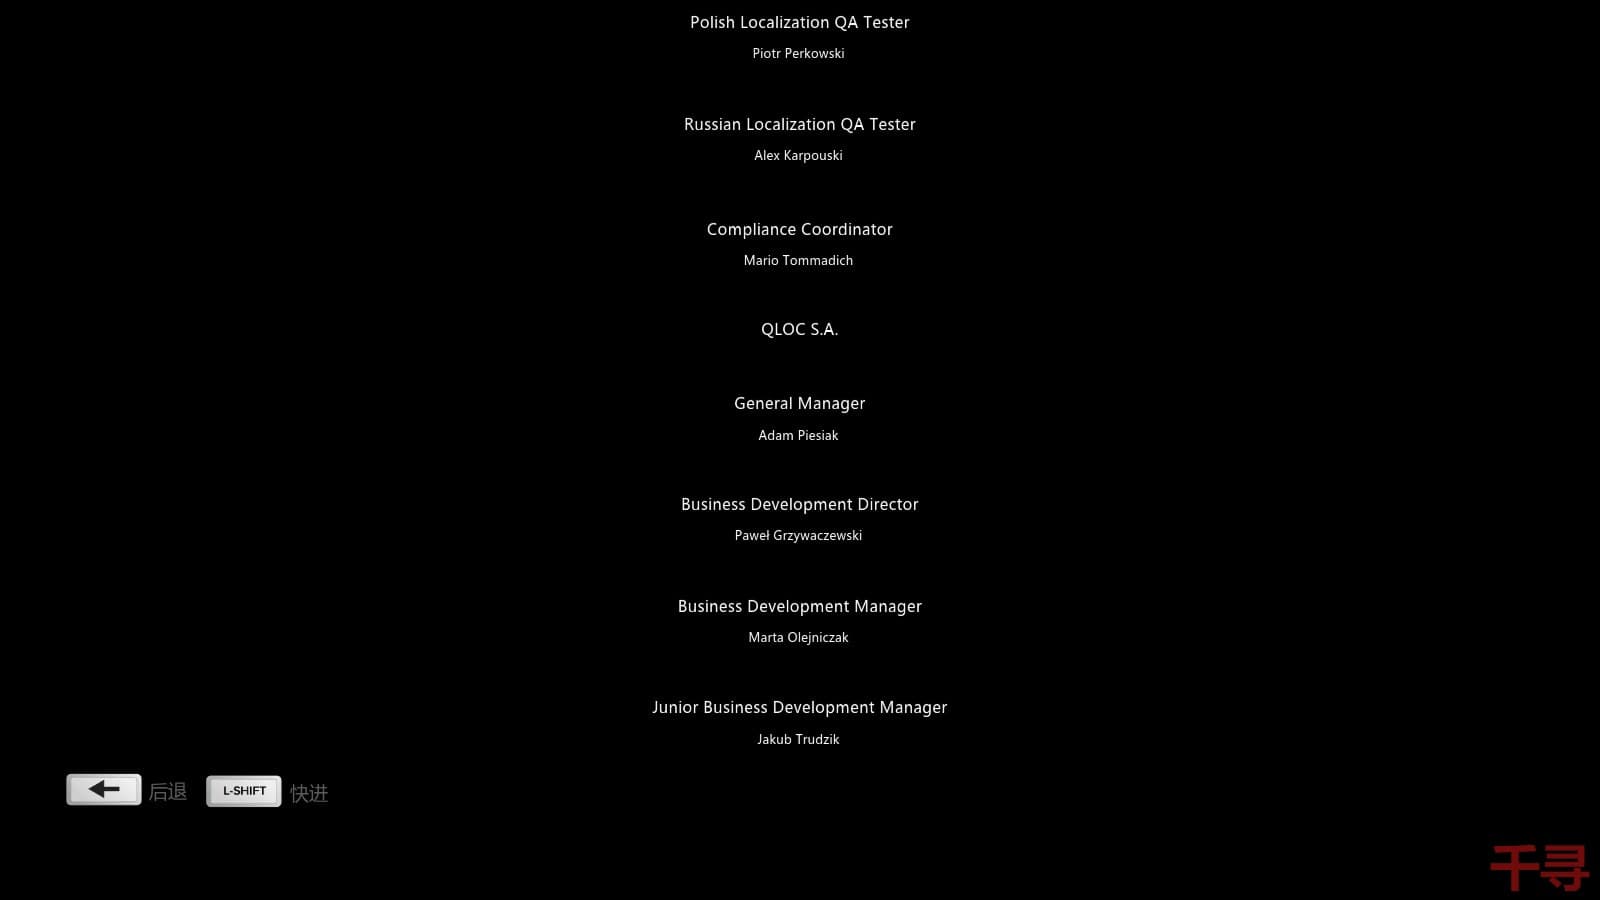 Polish Localization QA Tester
Piotr Perkowski
Russian Localization QA Tester
Alex Karpouski
Compliance Coordinator
Mario Tommadich
QLOC S.A.
General Manager
Adam Piesiak
Business Development Director
Paweł Grzywaczewski
Business Development Manager
Marta Olejniczak
Junior Business Development Manager
Jakub Trudzik
后退 L-SHIFT 快进
千寻